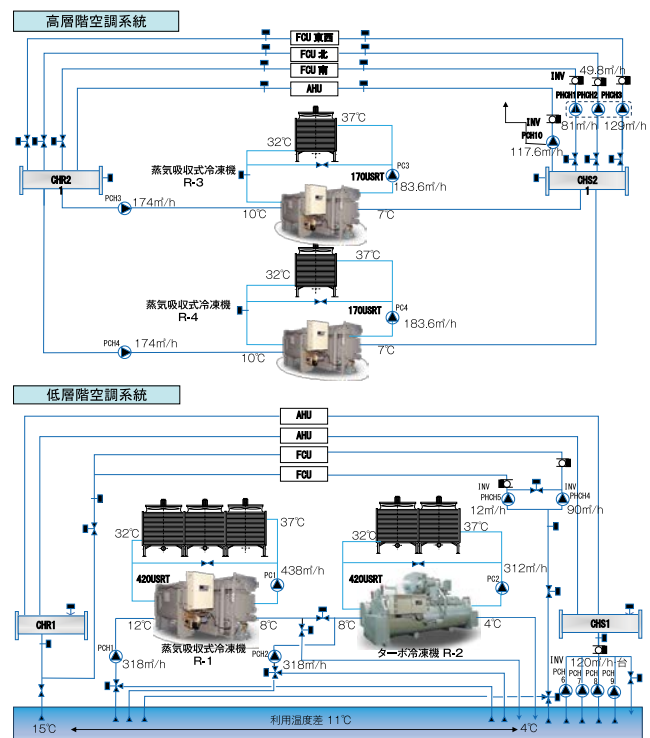 高層階空調系統
FCU 東西
FCU 北
FCU 南
AHU
INV
49.8㎥/h
PHCH1
PHCH2
PHCH3
INV
PCH10
81㎥/h
129㎥/h
117.6㎥/h
37℃
32℃
蒸気吸収式冷凍機
R-3
170USRT
PC3
183.6㎥/h
CHR2
1
CHS2
1
PCH3
174㎥/h
10℃
7℃
37℃
32℃
蒸気吸収式冷凍機
R-4
170USRT
PC4
183.6㎥/h
PCH4
174㎥/h
10℃
7℃
低層階空調系統
AHU
AHU
FCU
FCU
INV
PHCH5
INV
PHCH4
12㎥/h
90㎥/h
32℃
37℃
32℃
37℃
420USRT
PC1
438㎥/h
420USRT
PC2
312㎥/h
CHR1
12℃
8℃
8℃
4℃
CHS1
PCH1
318㎥/h
蒸気吸収式冷凍機
R-1
PCH2
318㎥/h
ターボ冷凍機 R-2
INV
120㎥/h 台
PCH
6
PCH
7
PCH
8
PCH
9
利用温度差 11℃
15℃
4℃